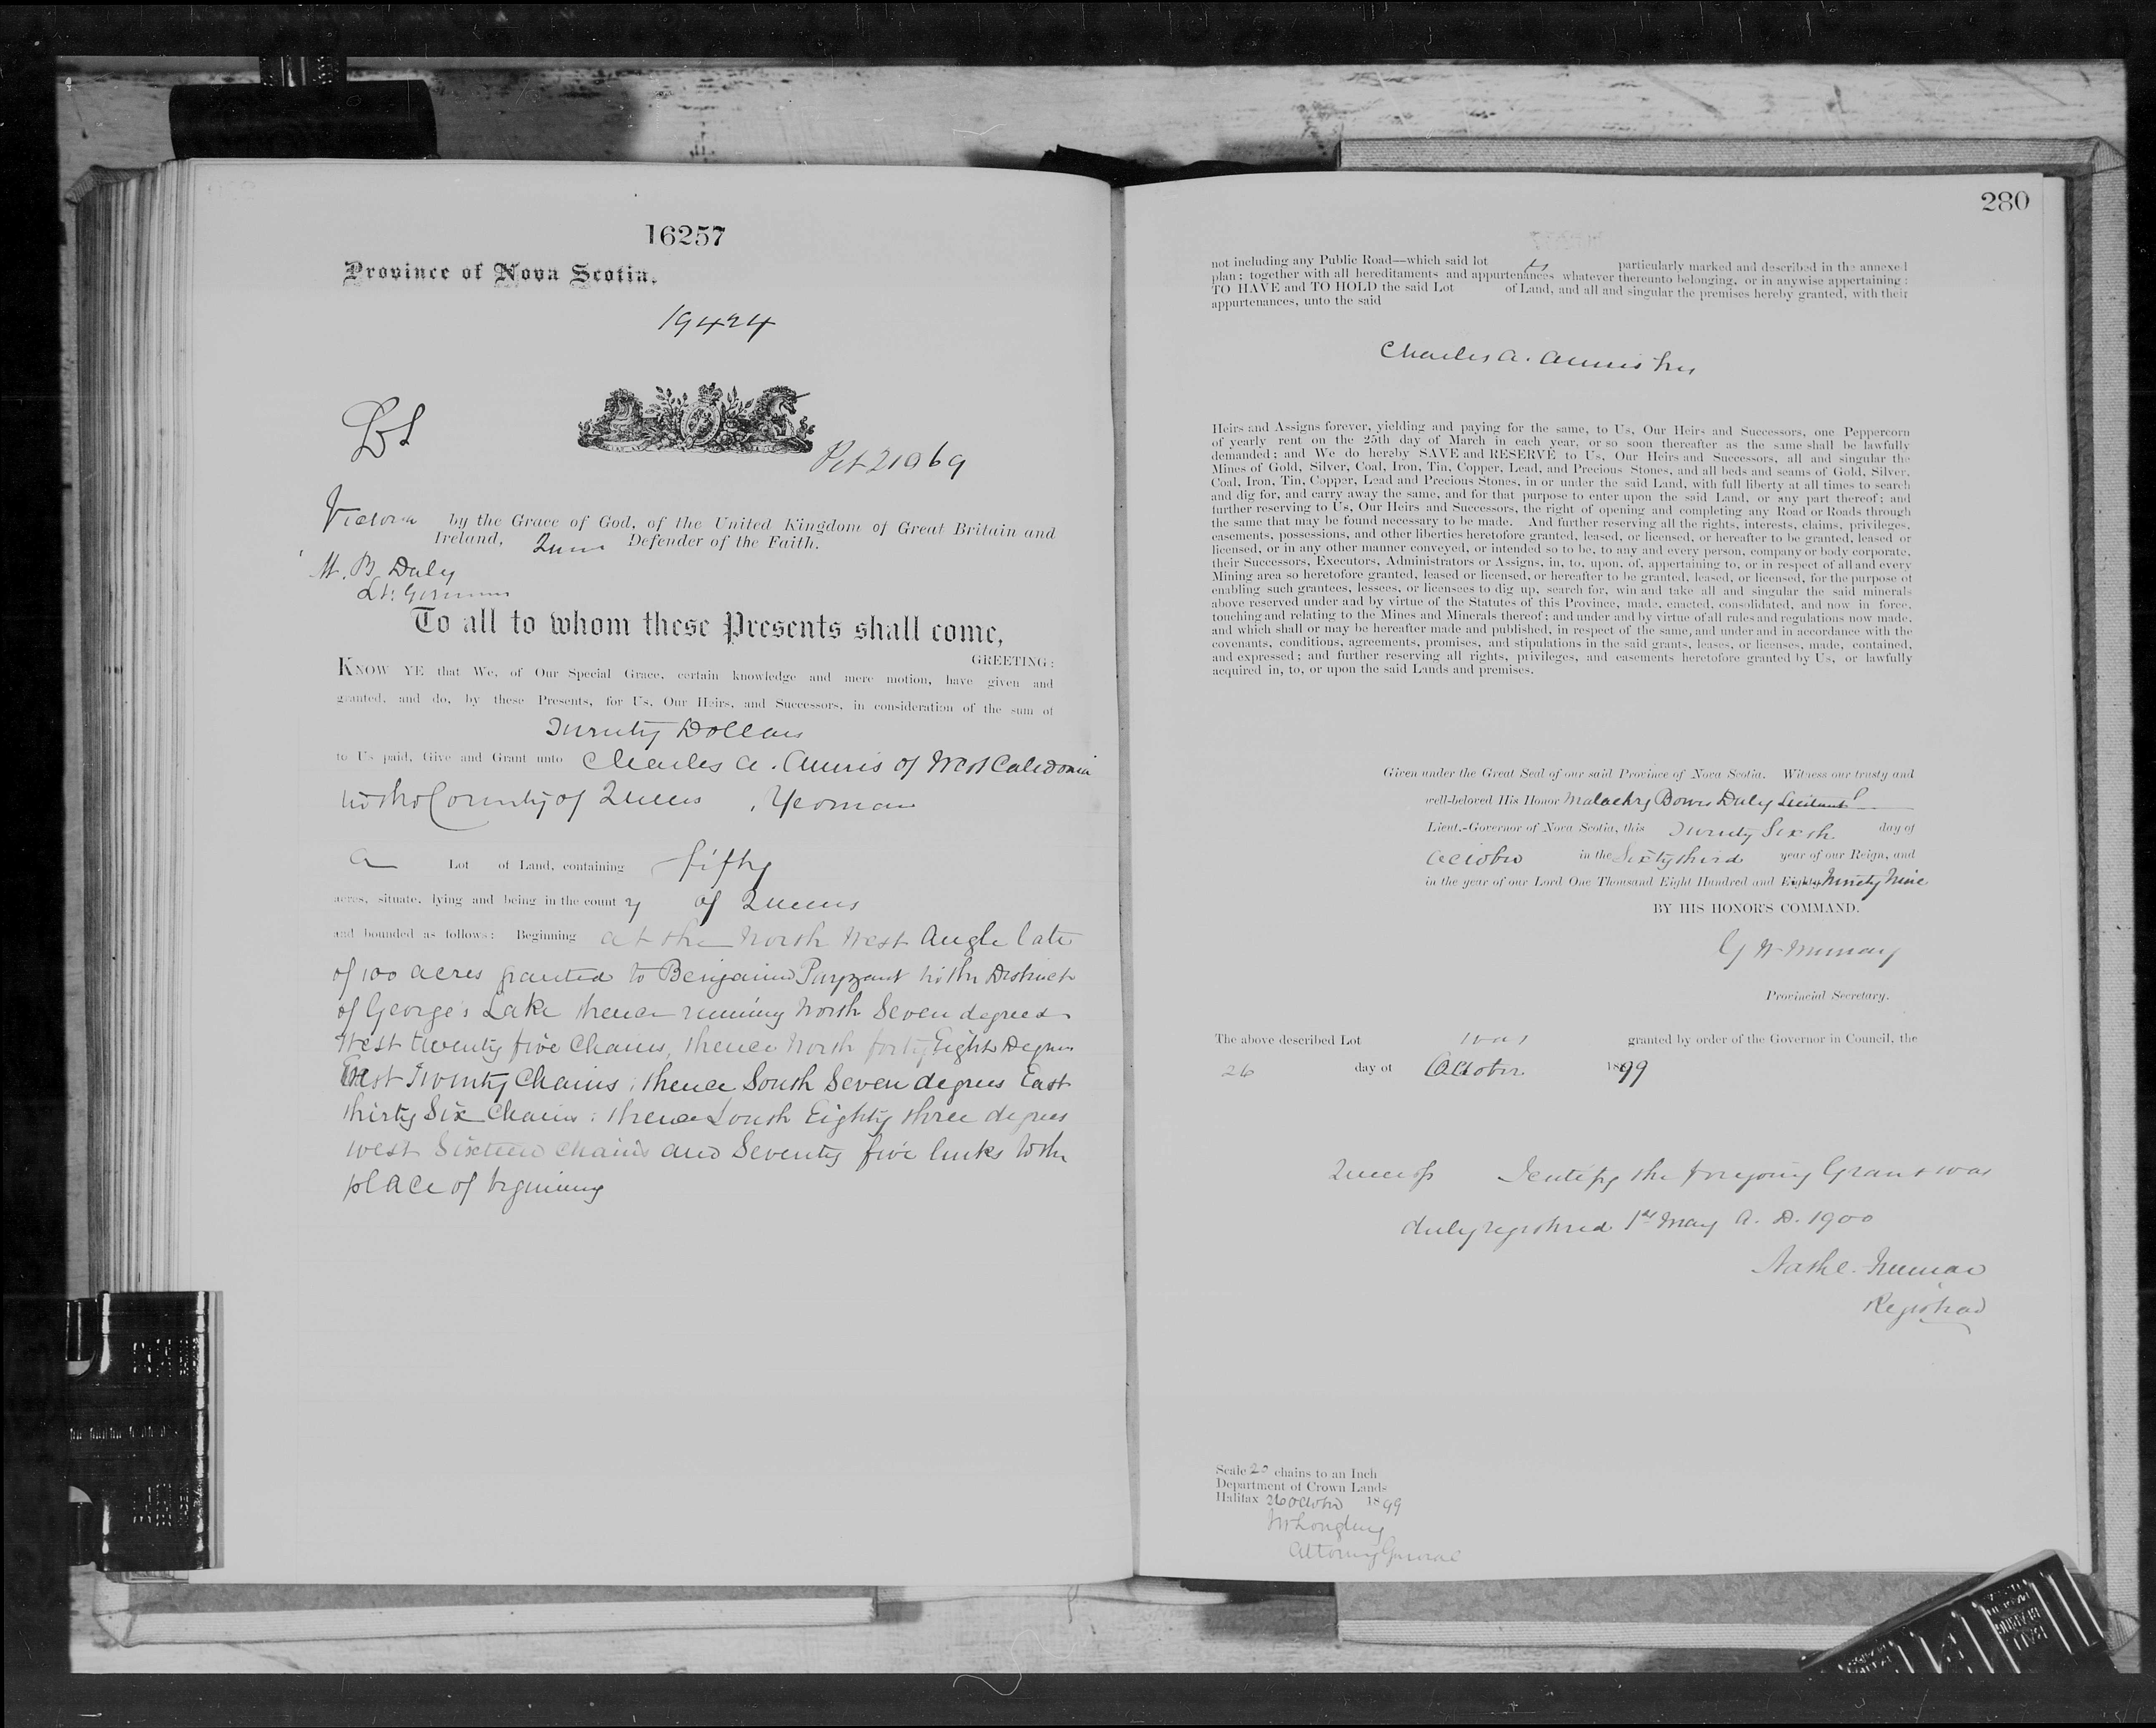 16257
Province of Nova Scotia.
19424
LS
Pet 21969
Victoria by the Grace of God, of the United Kingdom of Great Britain and
Ireland, Queen Defender of the Faith.
M. B. Daly
Lt. Governor
To all to whom these Presents shall come,
GREETING:
KNOW YE that We, of Our Special Grace, certain knowledge and mere motion, have given and
granted, and do, by these Presents, for Us, Our Heirs, and Successors, in consideration of the sum of
Twenty Dollars
to Us paid, Give and Grant unto Charles A. Annis of West Caledonia
in the County of Queens, Yeoman
a Lot of Land, containing fifty
acres, situate, lying and being in the county of Queens
and bounded as follows: Beginning at the North West Angle late
of 100 acres granted to Benjamin in the District
of George's Lake thence running North Seven degrees
West twenty five Chains, thence North forty Eight Degrees
East Twenty Chains; thence South Seven degrees East
thirty Six Chains: thence South Eighty three degrees
west Sixteen chains and Seventy five links to the
place of beginning
280
not including any Public Road—which said lot is particularly marked and described in the annexed
plan; together with all hereditaments and appurtenances whatever thereunto belonging, or in anywise appertaining:
TO HAVE and TO HOLD the said Lot of Land, and all and singular the premises hereby granted, with their
appurtenances, unto the said
Charles A. Annis his
Heirs and Assigns forever, yielding and paying for the same, to Us, Our Heirs and Successors, one Peppercorn
of yearly rent on the 25th day of March in each year, or so soon thereafter as the same shall be lawfully
demanded; and We do hereby SAVE and RESERVE to Us, Our Heirs and Successors, all and singular the
Mines of Gold, Silver, Coal, Iron, Tin, Copper, Lead, and Precious Stones, and all beds and seams of Gold, Silver,
Coal, Iron, Tin, Copper, Lead and Precious Stones, in or under the said Land, with full liberty at all times to search
and dig for, and carry away the same, and for that purpose to enter upon the said Land, or any part thereof; and
further reserving to Us, Our Heirs and Successors, the right of opening and completing any Road or Roads through
the same that may be found necessary to be made. And further reserving all the rights, interests, claims, privileges,
easements, possessions, and other liberties heretofore granted, leased, or licensed, or hereafter to be granted, leased or
licensed, or in any other manner conveyed, or intended so to be, to any and every person, company or body corporate,
their Successors, Executors, Administrators or Assigns, in, to, upon, of, appertaining to, or in respect of all and every
Mining area so heretofore granted, leased or licensed, or hereafter to be granted, leased, or licensed, for the purpose of
enabling such grantees, lessees, or licensees to dig up, search for, win and take all and singular the said minerals
above reserved under and by virtue of the Statutes of this Province, made, enacted, consolidated, and now in force,
touching and relating to the Mines and Minerals thereof; and under and by virtue of all rules and regulations now made,
and which shall or may be hereafter made and published, in respect of the same, and under and in accordance with the
covenants, conditions, agreements, promises, and stipulations in the said grants, leases, or licenses, made, contained,
and expressed; and further reserving all rights, privileges, and easements heretofore granted by Us, or lawfully
acquired in, to, or upon the said Lands and premises.
Given under the Great Seal of our said Province of Nova Scotia. Witness our trusty and
well-beloved His Honor Malachy Bowes Daly Lieutenant
Lieut.-Governor of Nova Scotia, this Twenty Sixth day of
October in the Sixty third year of our Reign, and
in the year of our Lord One Thousand Eight Hundred and Eighty Ninety Nine
BY HIS HONOR'S COMMAND.
G H Murray
Provincial Secretary.
The above described Lot was granted by order of the Governor in Council, the
26 day of October 1899
Queens ss I certify the foregoing Grant was
duly registered 1st May A. D. 1900
Registrar
Scale 20 chains to an Inch
Department of Crown Lands
Halifax 26 October 1899
Longley
Attorney General